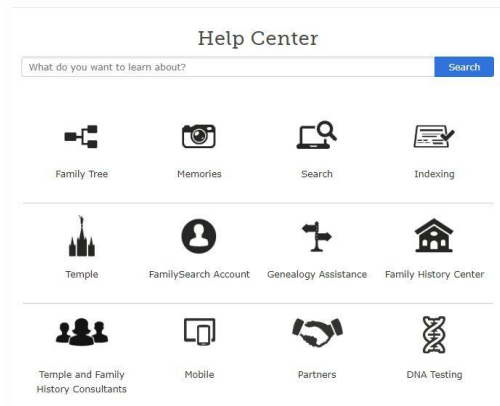 Help Center
What do you want to learn about? Search
Family Tree Memories Search Indexing
Temple FamilySearch Account Genealogy Assistance Family History Center
Temple and Family Mobile Partners DNA Testing
History Consultants